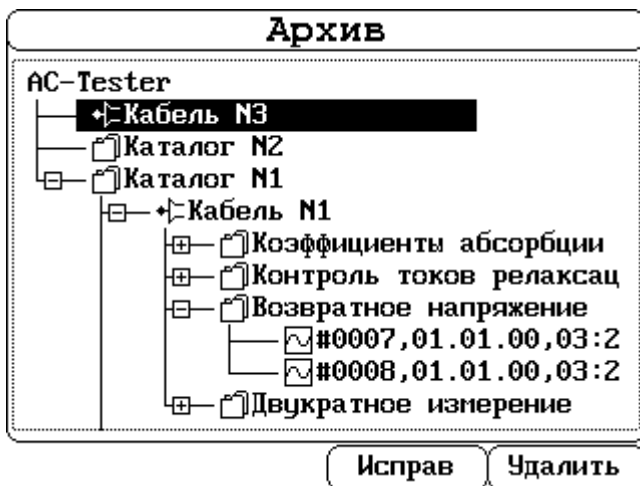 Архив
AC-Tester
Кабель N3
Каталог N2
Каталог N1
Кабель N1
Коэффициенты абсорбции
Контроль токов релаксац
Возвратное напряжение
#0007,01.01.00,03:2
#0008,01.01.00,03:2
Двукратное измерение
Исправ Удалить